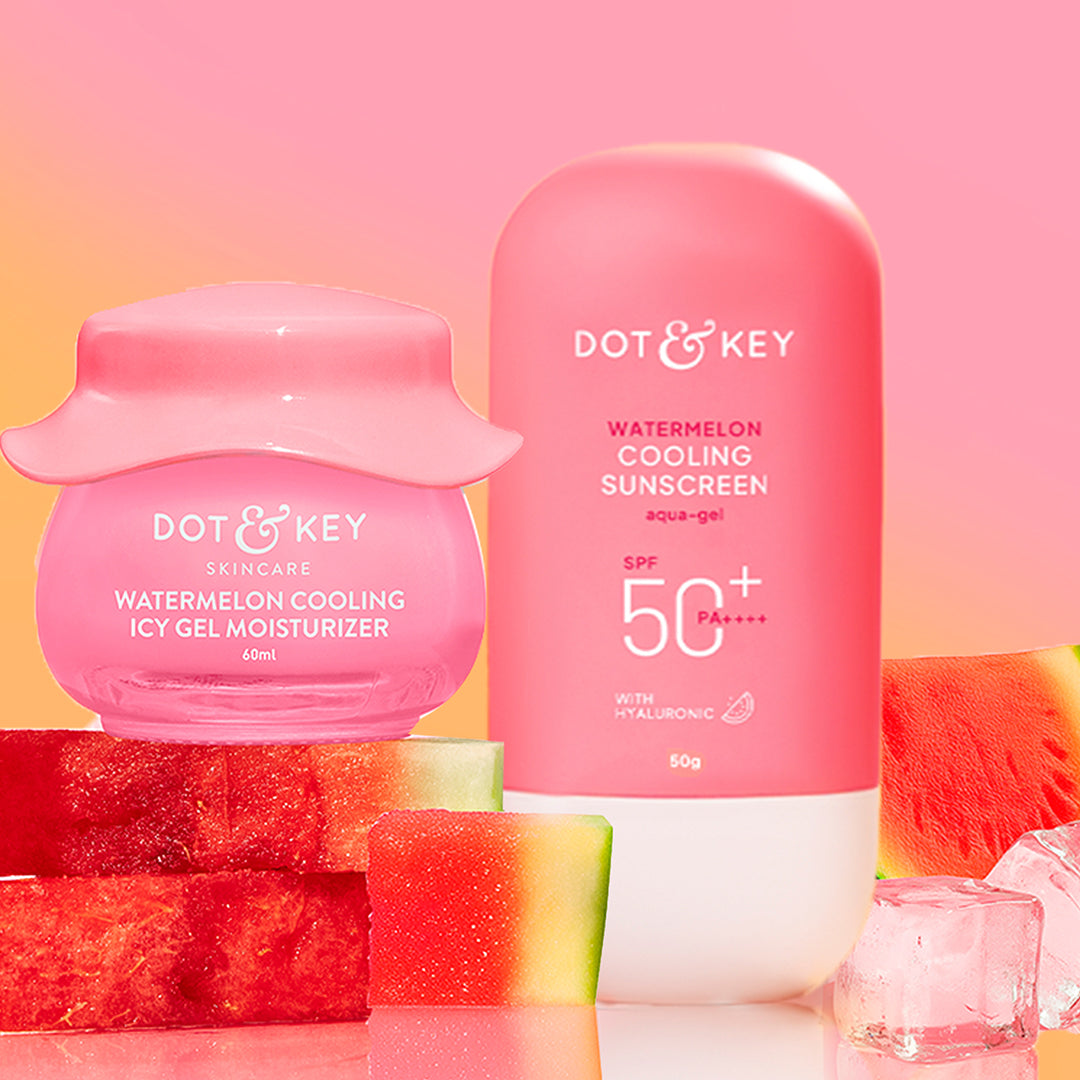 DOT & KEY
SKINCARE
WATERMELON COOLING
ICY GEL MOISTURIZER
60ml
DOT & KEY
WATERMELON
COOLING
SUNSCREEN
aqua-gel
SPF
50+
PA++++
WITH
HYALURONIC
50g